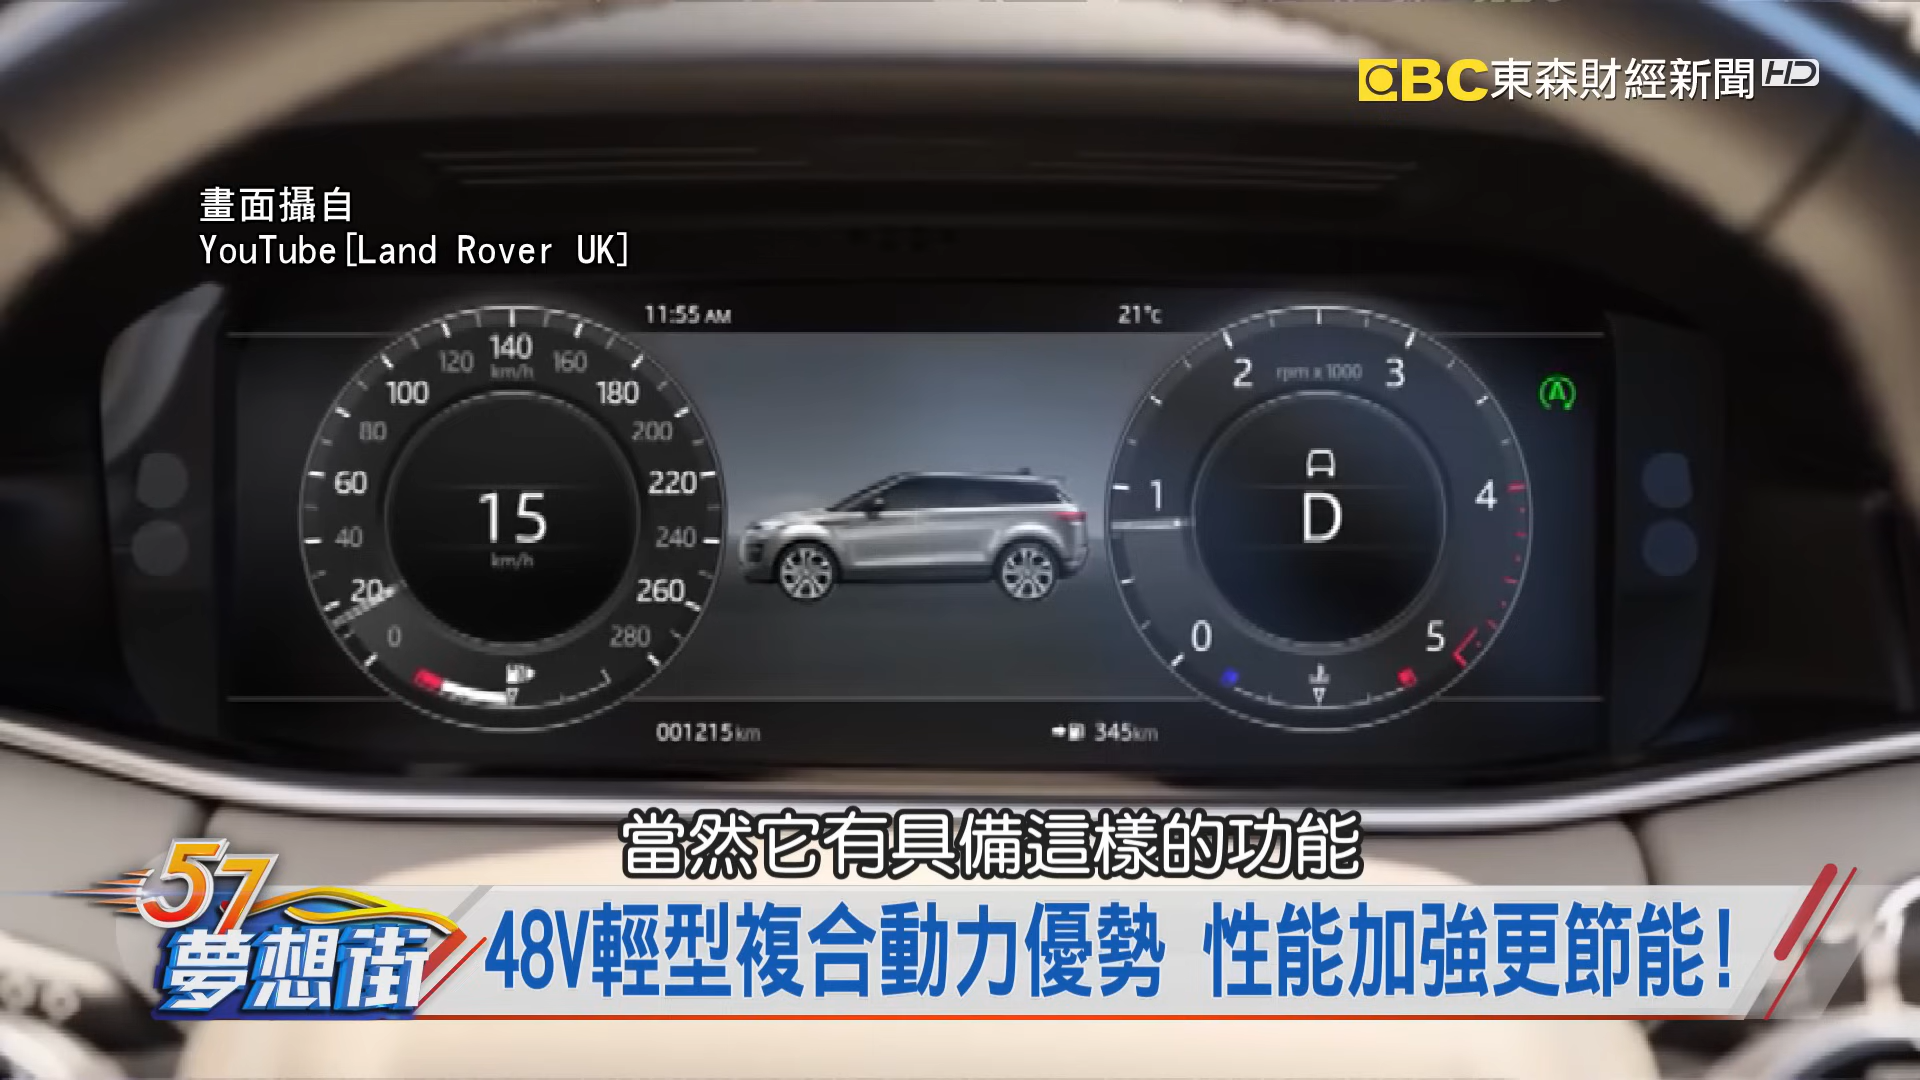 EBC東森財經新聞HD
畫面攝自
YouTube[Land Rover UK]
11:55 AM
21°C
120 140 160
km/h
100 180
80 200
60 220
40 240
20 260
0 280
15
km/h
2 rpm x 1000 3
1 4
0 5
D
001215km
345km
當然它有具備這樣的功能
57夢想街
48V輕型複合動力優勢 性能加強更節能!